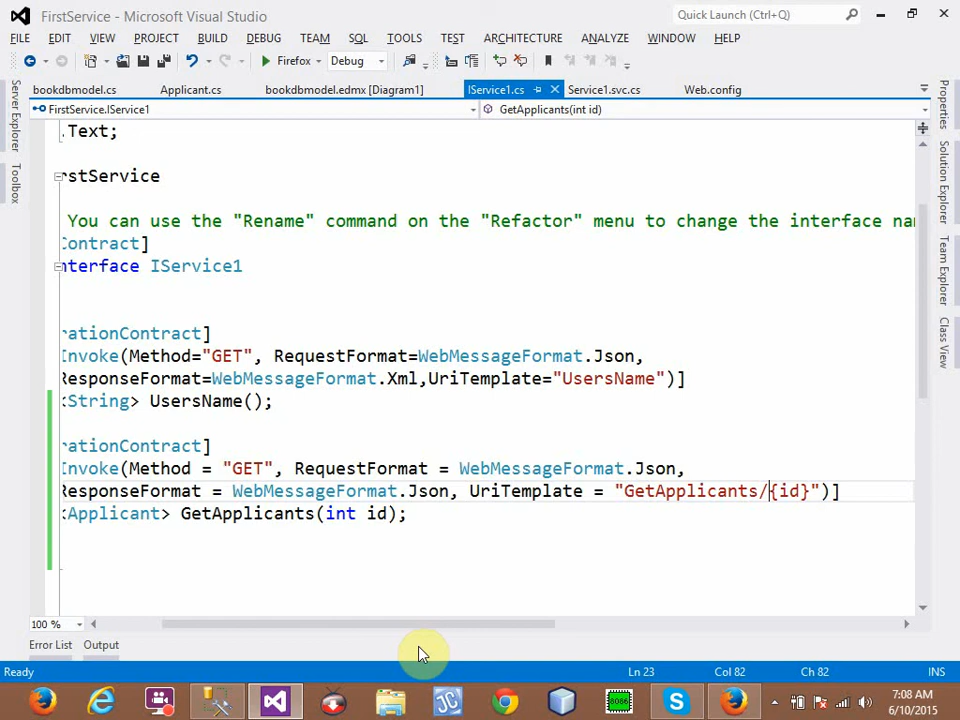 FirstService - Microsoft Visual Studio
Quick Launch (Ctrl+Q)
FILE EDIT VIEW PROJECT BUILD DEBUG TEAM SQL TOOLS TEST ARCHITECTURE ANALYZE WINDOW HELP
Firefox Debug
bookdbmodel.cs Applicant.cs bookdbmodel.edmx [Diagram1] IService1.cs Service1.svc.cs Web.config
FirstService.IService1 GetApplicants(int id)
Server Explorer
Toolbox
Properties
Solution Explorer
Team Explorer
Class View
.Text;
rstService
You can use the "Rename" command on the "Refactor" menu to change the interface nam
Contract]
nterface IService1
rationContract]
Invoke(Method="GET", RequestFormat=WebMessageFormat.Json,
ResponseFormat=WebMessageFormat.Xml,UriTemplate="UsersName")]
<String> UsersName();
rationContract]
Invoke(Method = "GET", RequestFormat = WebMessageFormat.Json,
ResponseFormat = WebMessageFormat.Json, UriTemplate = "GetApplicants/{id}")]
<Applicant> GetApplicants(int id);
100 %
Error List Output
Ready Ln 23 Col 82 Ch 82 INS
JC
8084
S
7:08 AM
6/10/2015